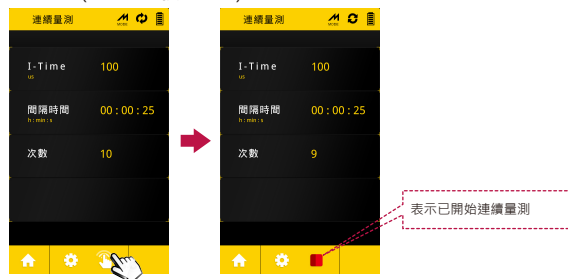 連續量測
MODE
I-Time 100
us
間隔時間 00 : 00 : 25
h : min : s
次數 10
連續量測
MODE
I-Time 100
us
間隔時間 00 : 00 : 25
h : min : s
次數 9
表示已開始連續量測